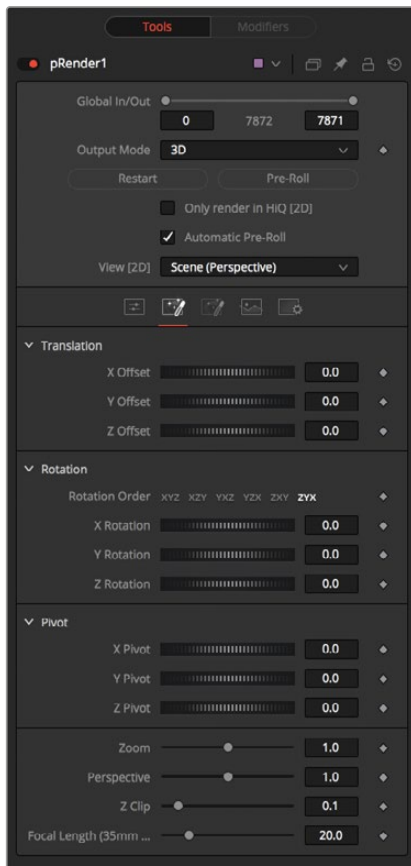 Tools Modifiers
pRender1
Global In/Out
0 7872 7871
Output Mode 3D
Restart Pre-Roll
Only render in HiQ [2D]
Automatic Pre-Roll
View [2D] Scene (Perspective)
Translation
X Offset 0.0
Y Offset 0.0
Z Offset 0.0
Rotation
Rotation Order XYZ XZY YXZ YZX ZXY ZYX
X Rotation 0.0
Y Rotation 0.0
Z Rotation 0.0
Pivot
X Pivot 0.0
Y Pivot 0.0
Z Pivot 0.0
Zoom 1.0
Perspective 1.0
Z Clip 0.1
Focal Length (35mm ... 20.0